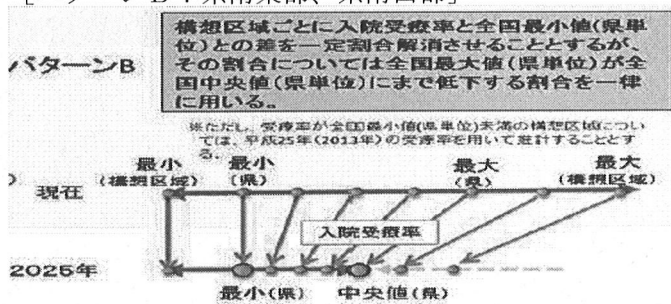 パターンB
構想区域ごとに入院受療率と全国最小値(県単
位)との差を一定割合解消させることとするが、
その割合については全国最大値(県単位)が全
国中央値(県単位)にまで低下する割合を一律
に用いる。
※ただし、受療率が全国最小値(県単位)未満の構想区域につい
ては、平成25年(2013年)の受療率を用いて推計することとす
る。
最小
(構想区域)
最小
(県)
最大
(県)
最大
(構想区域)
現在
入院受療率
2025年
最小(県)
中央値(県)